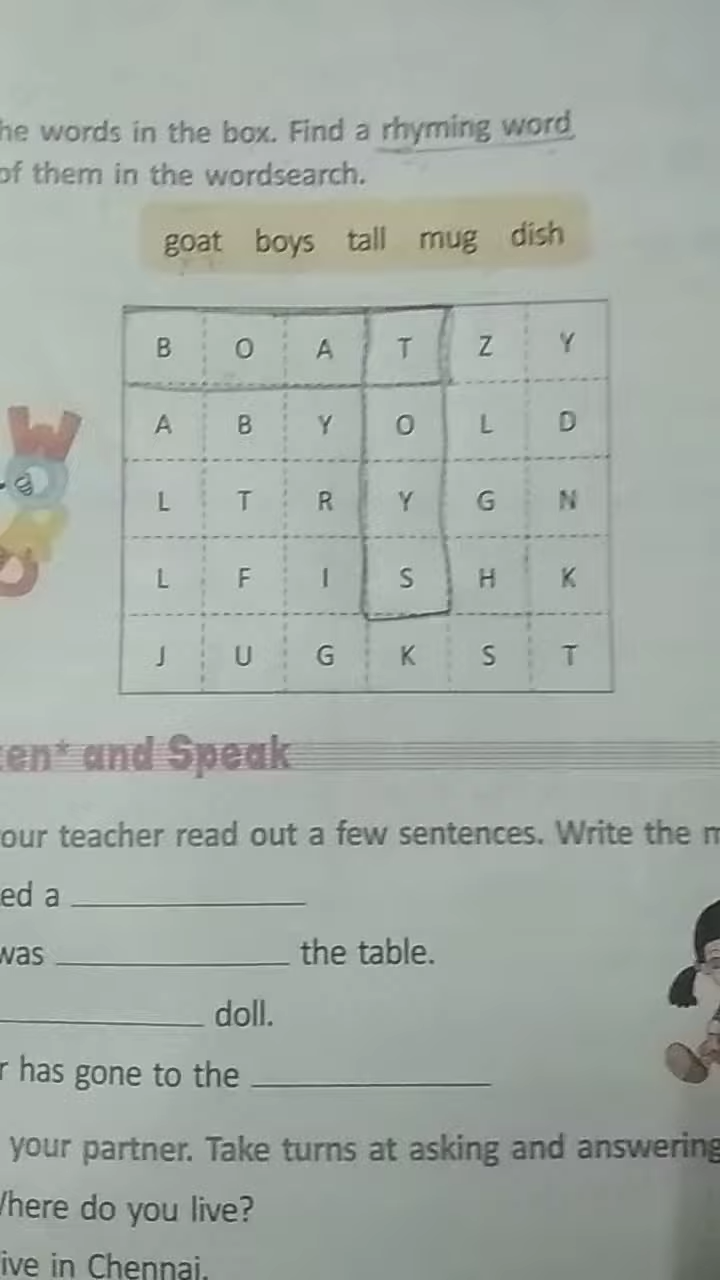 he words in the box. Find a rhyming word
of them in the wordsearch.
goat boys tall mug dish
B O A T Z Y
A B Y O L D
L T R Y G N
L F I S H K
J U G K S T
en* and Speak
our teacher read out a few sentences. Write the
ed a
was the table.
doll.
r has gone to the
your partner. Take turns at asking and answering
Where do you live?
ive in Chennai.